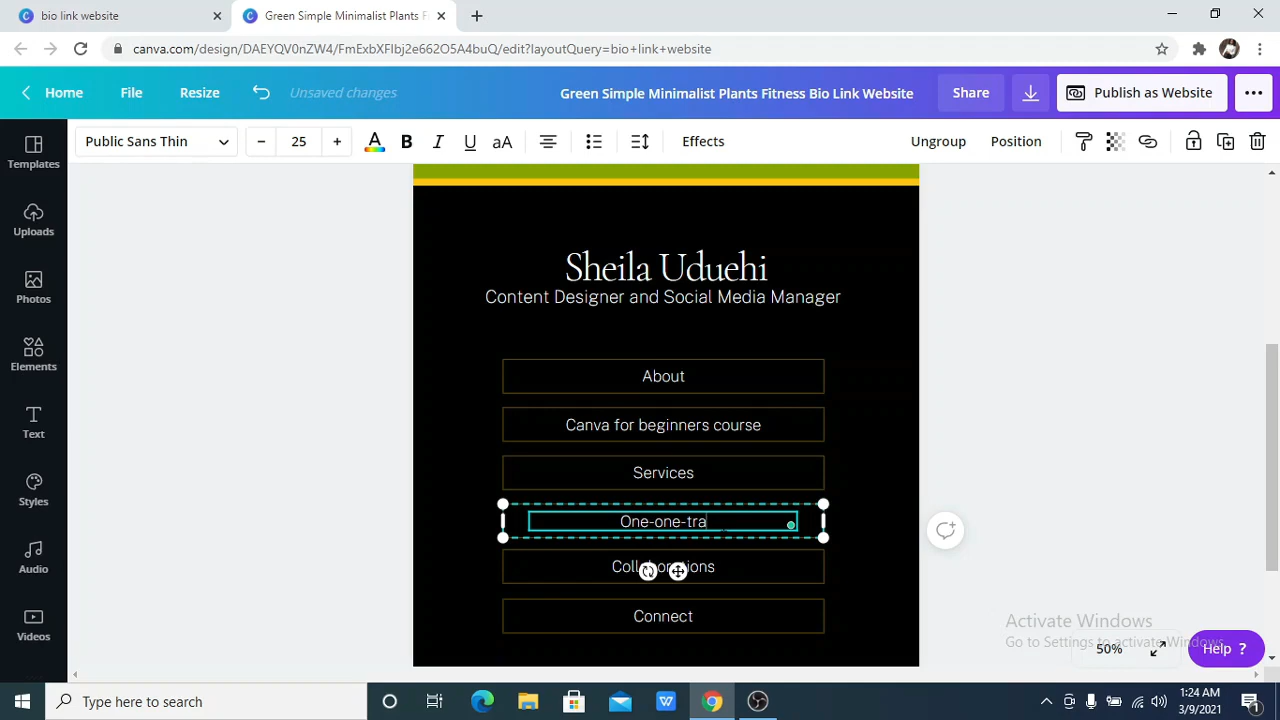 bio link website
Green Simple Minimalist Plants F
canva.com/design/DAEYQV0nZW4/FmExbXFlbj2e662O5A4buQ/edit?layoutQuery=bio+link+website
Home
File
Resize
Unsaved changes
Green Simple Minimalist Plants Fitness Bio Link Website
Share
Publish as Website
Public Sans Thin
25
A
B
I
U
aA
Effects
Ungroup
Position
Templates
Uploads
Photos
Elements
Text
Styles
Audio
Videos
Sheila Uduehi
Content Designer and Social Media Manager
About
Canva for beginners course
Services
One-one-tra
Collaborations
Connect
Activate Windows
Go to Settings to activate Windows.
50%
Help ?
Type here to search
1:24 AM
3/9/2021
1